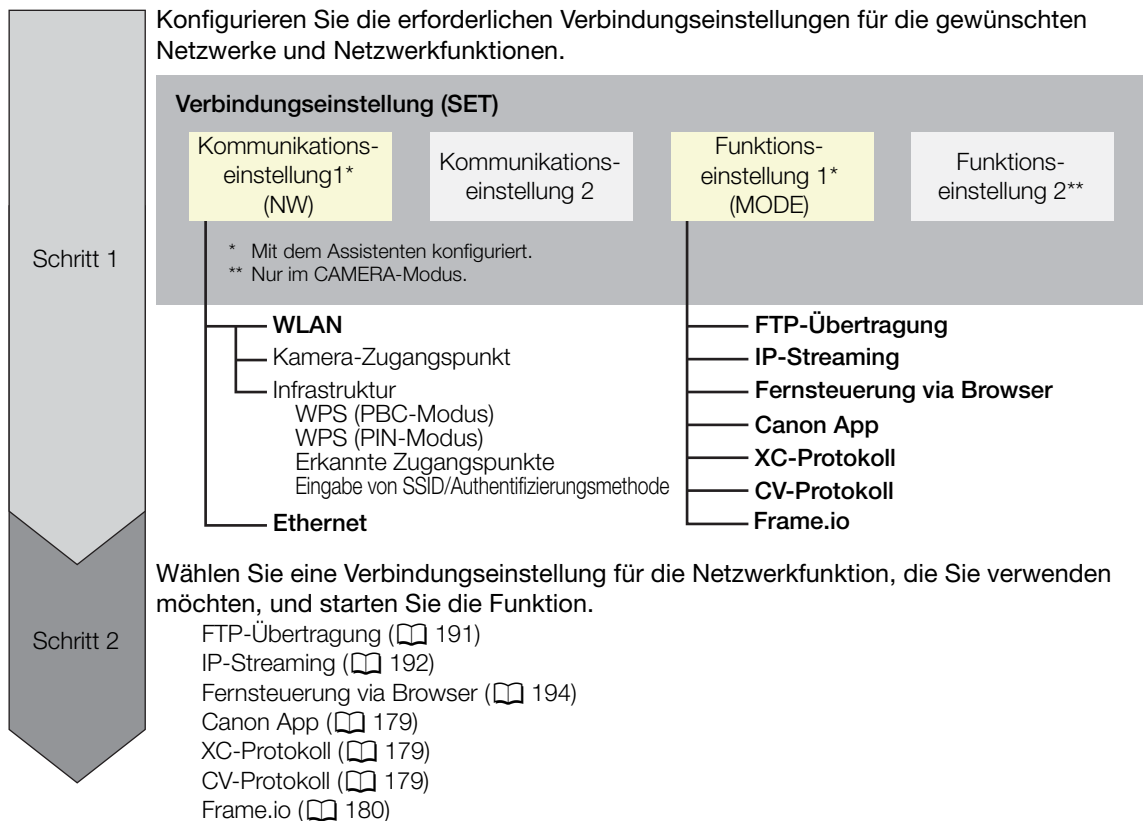 Konfigurieren Sie die erforderlichen Verbindungseinstellungen für die gewünschten
Netzwerke und Netzwerkfunktionen.
Schritt 1
Verbindungseinstellung (SET)
Kommunikations-
einstellung1*
(NW)
Kommunikations-
einstellung 2
Funktions-
einstellung 1*
(MODE)
Funktions-
einstellung 2**
* Mit dem Assistenten konfiguriert.
** Nur im CAMERA-Modus.
WLAN
Kamera-Zugangspunkt
Infrastruktur
WPS (PBC-Modus)
WPS (PIN-Modus)
Erkannte Zugangspunkte
Eingabe von SSID/Authentifizierungsmethode
Ethernet
FTP-Übertragung
IP-Streaming
Fernsteuerung via Browser
Canon App
XC-Protokoll
CV-Protokoll
Frame.io
Schritt 2
Wählen Sie eine Verbindungseinstellung für die Netzwerkfunktion, die Sie verwenden
möchten, und starten Sie die Funktion.
FTP-Übertragung (📖 191)
IP-Streaming (📖 192)
Fernsteuerung via Browser (📖 194)
Canon App (📖 179)
XC-Protokoll (📖 179)
CV-Protokoll (📖 179)
Frame.io (📖 180)